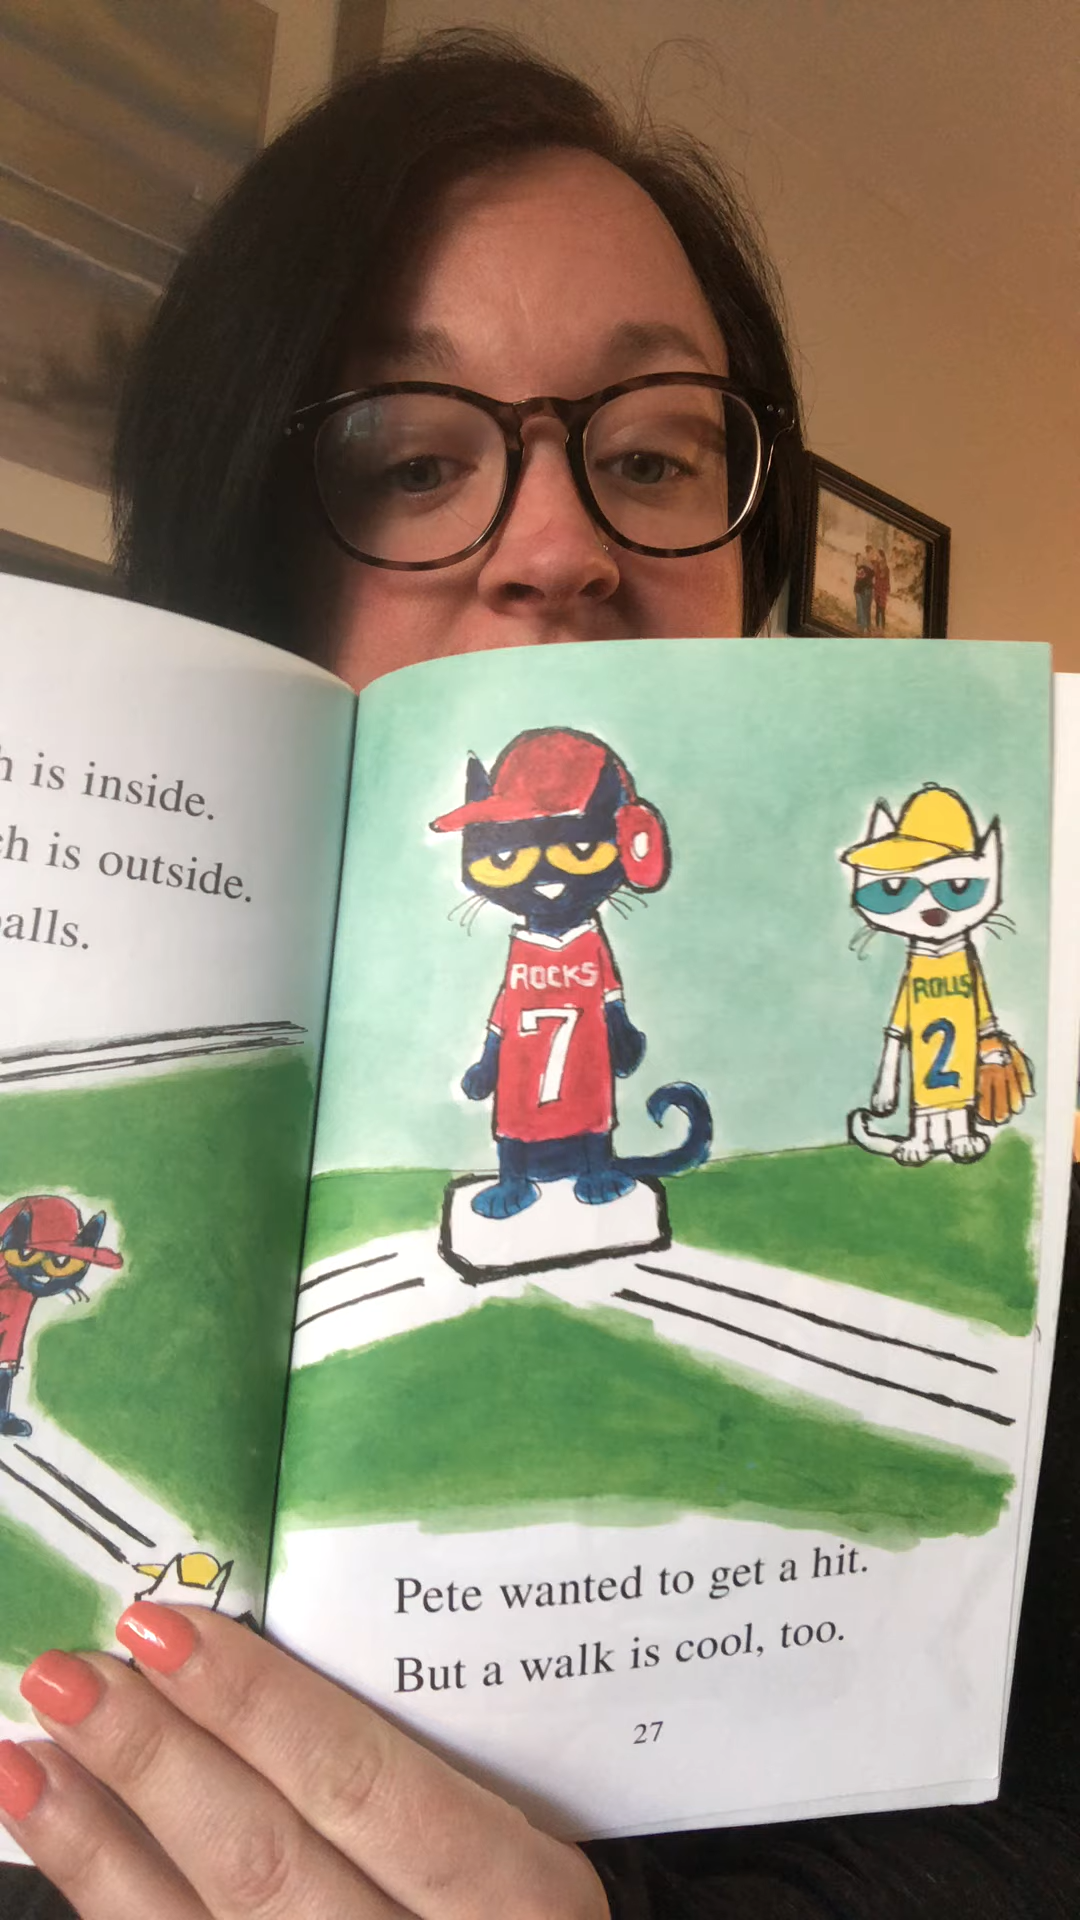 is inside.
is outside.
ROCKS
7
ROLLS
2
Pete wanted to get a hit.
But a walk is cool, too.
27